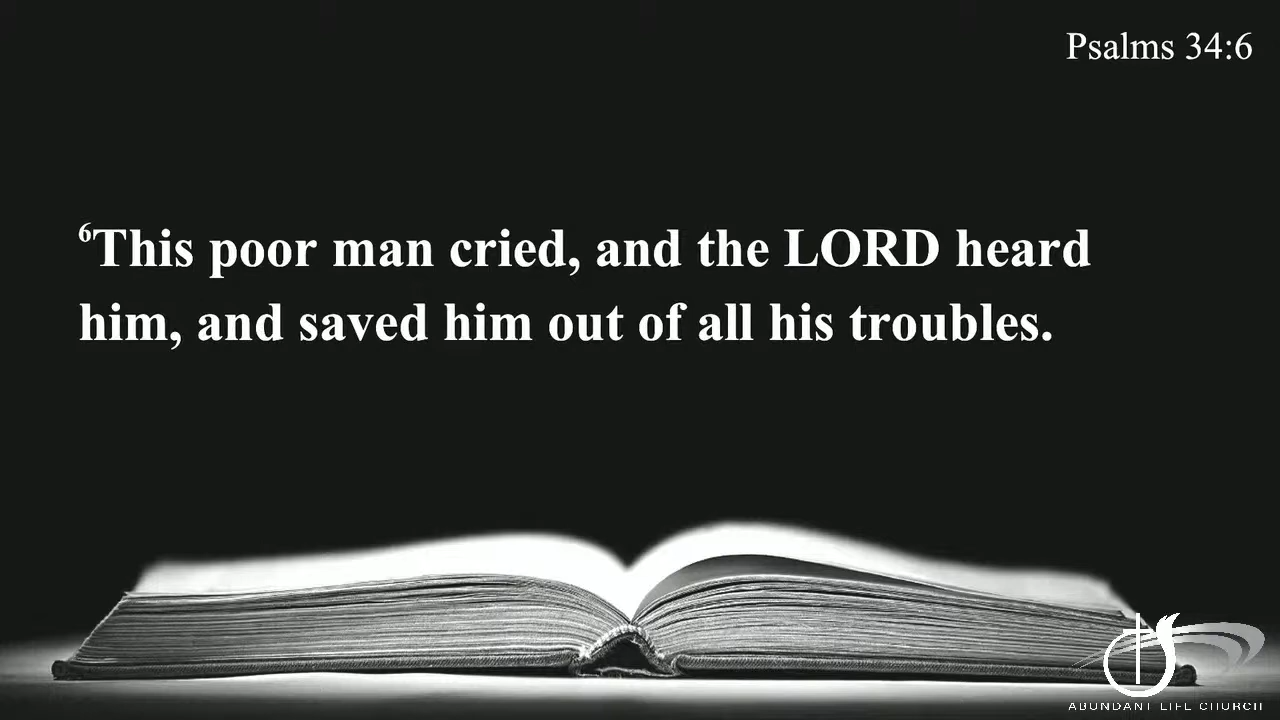 Psalms 34:6
⁶This poor man cried, and the LORD heard
him, and saved him out of all his troubles.
ABUNDANT LIFE CHURCH